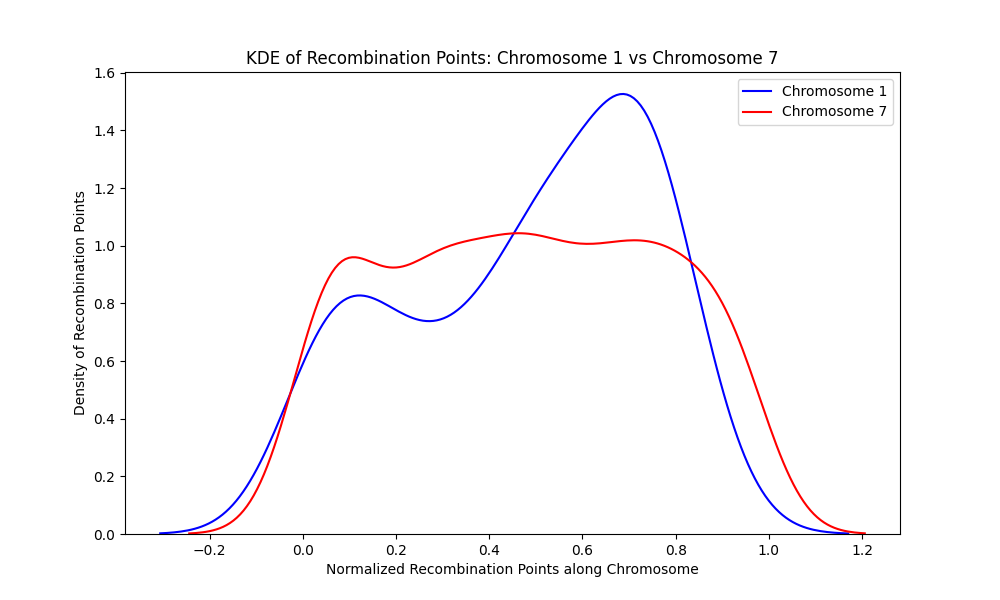 KDE of Recombination Points: Chromosome 1 vs Chromosome 7
Chromosome 1
Chromosome 7
Density of Recombination Points
1.6
1.4
1.2
1.0
0.8
0.6
0.4
0.2
0.0
−0.2 0.0 0.2 0.4 0.6 0.8 1.0 1.2
Normalized Recombination Points along Chromosome